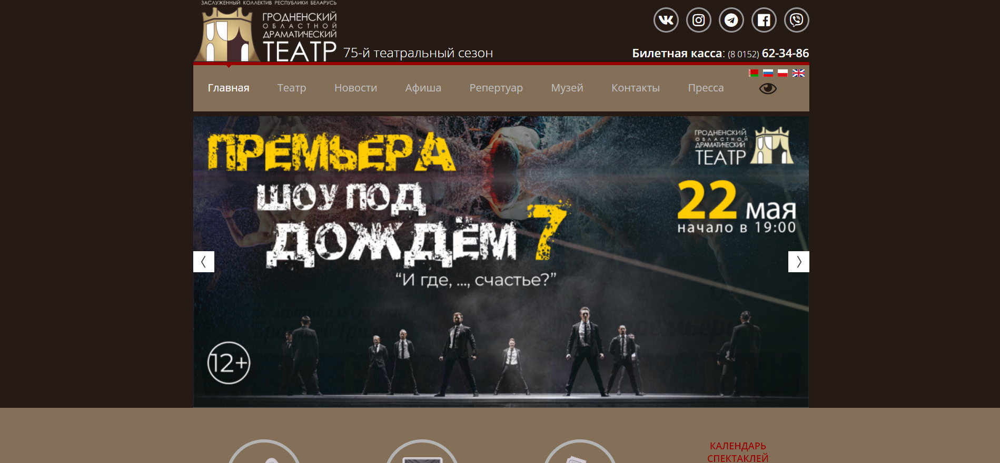 ЗАСЛУЖЕННЫЙ КОЛЛЕКТИВ РЕСПУБЛИКИ БЕЛАРУСЬ
ГРОДНЕНСКИЙ
ОБЛАСТНОЙ
ДРАМАТИЧЕСКИЙ
ТЕАТР
75-й театральный сезон
Билетная касса: (8 0152) 62-34-86
Главная Театр Новости Афиша Репертуар Музей Контакты Пресса
ПРЕМЬЕРА
ШОУ ПОД
ДОЖДЁМ 7
“И где, ..., счастье?”
ГРОДНЕНСКИЙ
ОБЛАСТНОЙ
ДРАМАТИЧЕСКИЙ
ТЕАТР
22 мая
начало в 19:00
12+
КАЛЕНДАРЬ
СПЕКТАКЛЕЙ